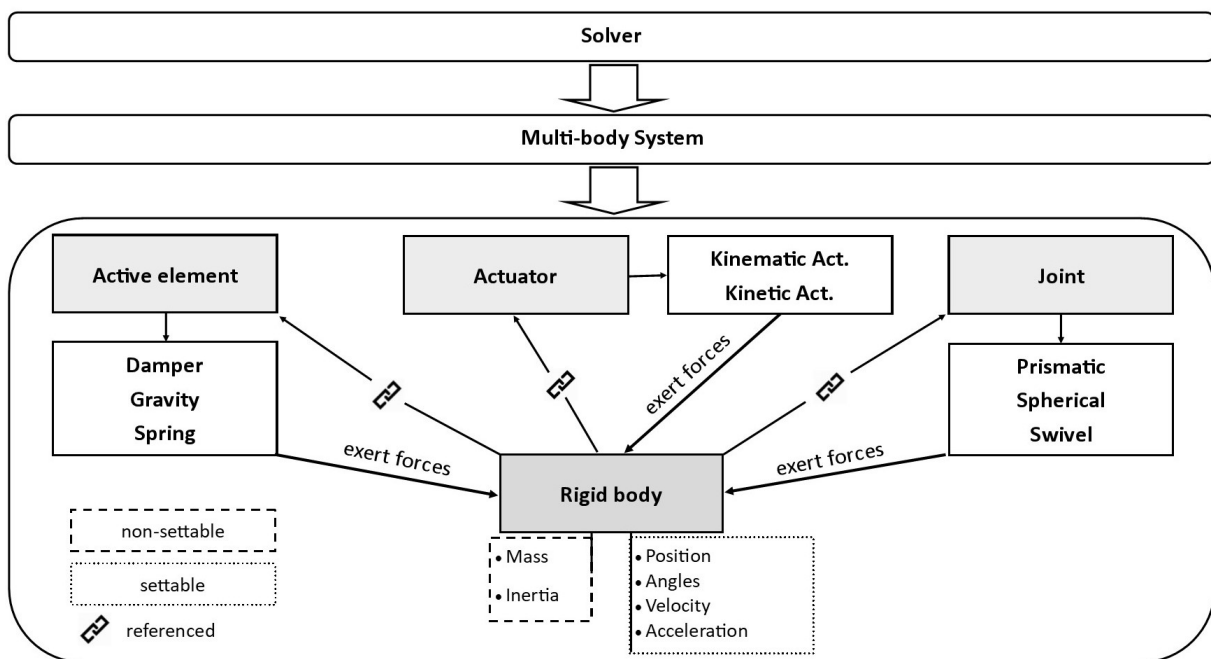 Solver
Multi-body System
Active element
Actuator
Kinematic Act.
Kinetic Act.
Joint
Damper
Gravity
Spring
exert forces
Prismatic
Spherical
Swivel
exert forces
exert forces
Rigid body
non-settable
settable
referenced
• Mass
• Inertia
• Position
• Angles
• Velocity
• Acceleration